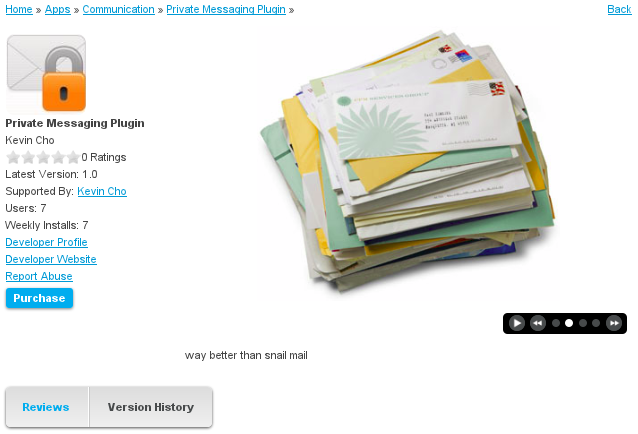 Home » Apps » Communication » Private Messaging Plugin »
Back
Private Messaging Plugin
Kevin Cho
0 Ratings
Latest Version: 1.0
Supported By: Kevin Cho
Users: 7
Weekly Installs: 7
Developer Profile
Developer Website
Report Abuse
Purchase
way better than snail mail
Reviews
Version History